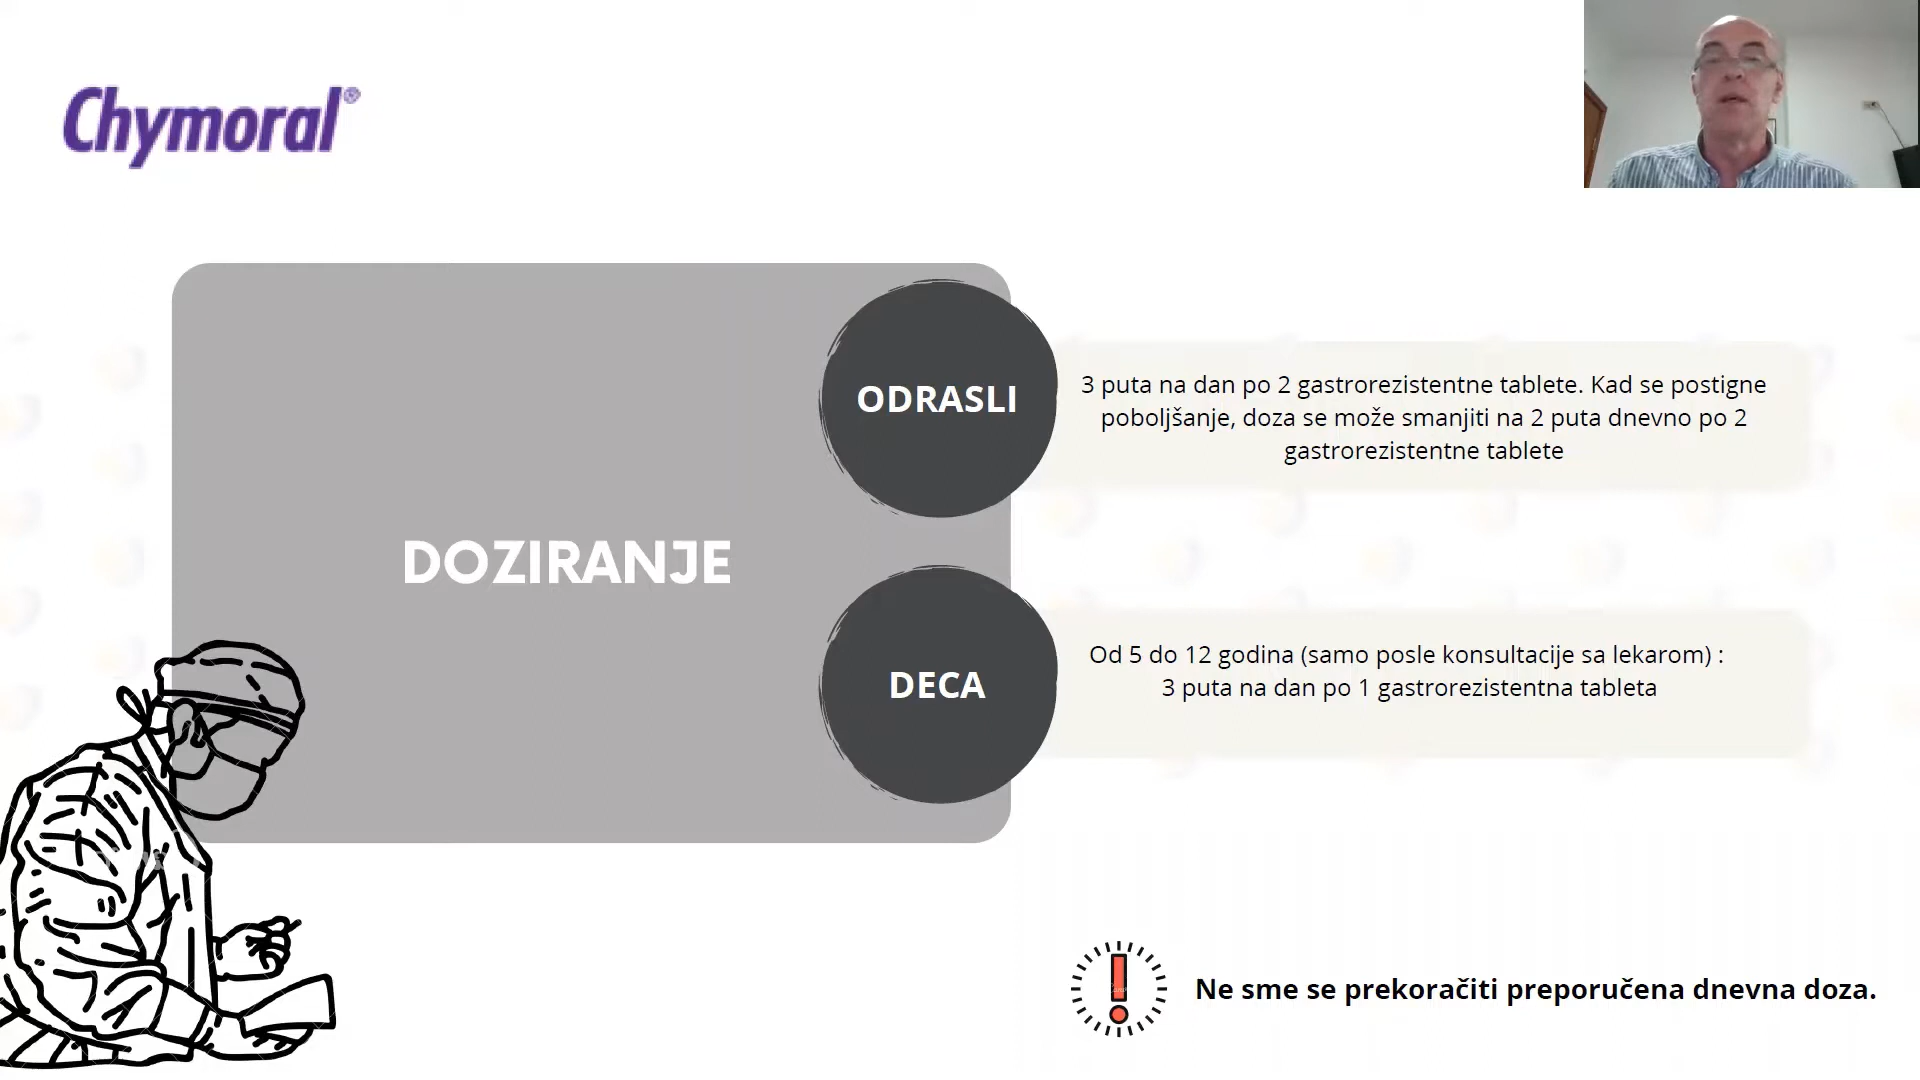 Chymoral®
ODRASLI
3 puta na dan po 2 gastrorezistentne tablete. Kad se postigne
poboljšanje, doza se može smanjiti na 2 puta dnevno po 2
gastrorezistentne tablete
DOZIRANJE
DECA
Od 5 do 12 godina (samo posle konsultacije sa lekarom) :
3 puta na dan po 1 gastrorezistentna tableta
Ne sme se prekoračiti preporučena dnevna doza.